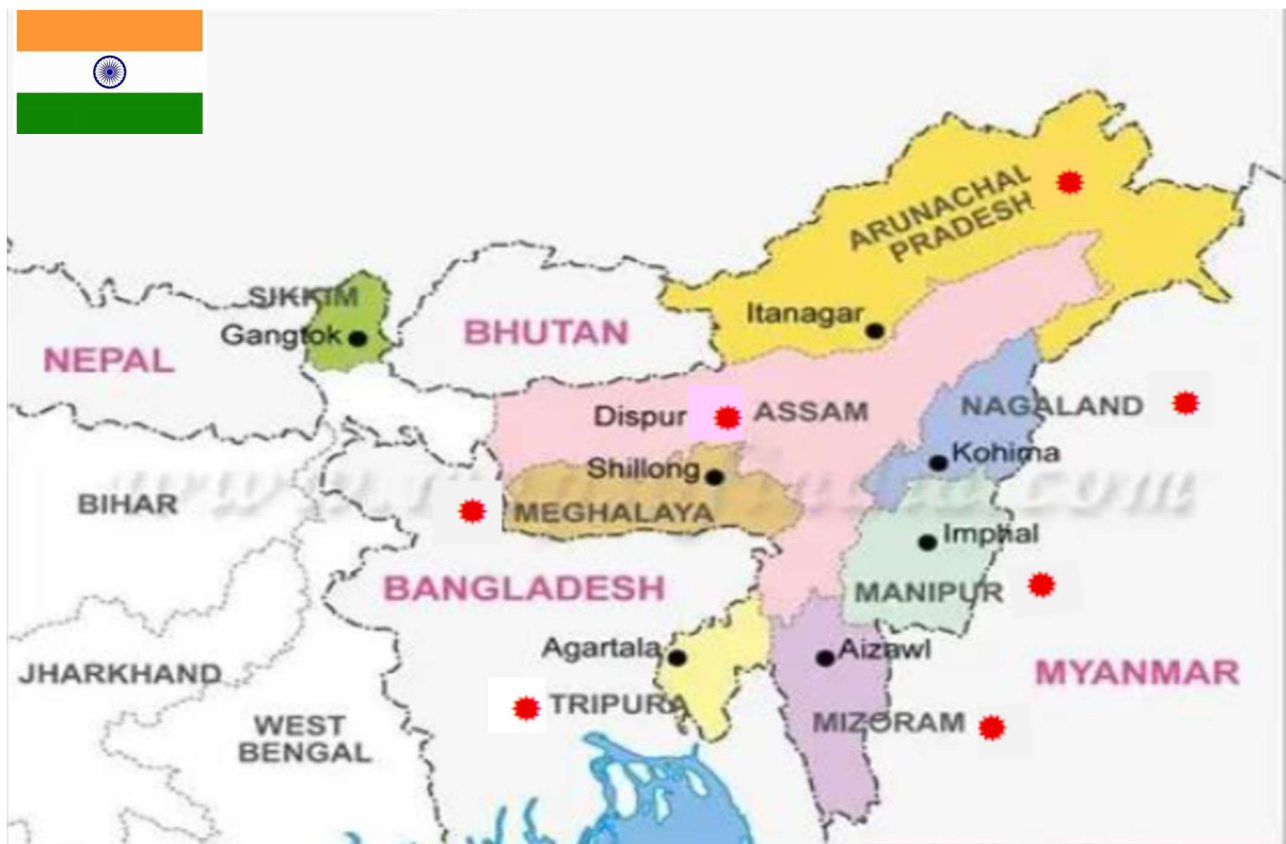 ARUNACHAL
PRADESH
SIKKIM
Itanagar
Gangtok
BHUTAN
NEPAL
Dispur
ASSAM
NAGALAND
Kohima
Shillong
BIHAR
MEGHALAYA
Imphal
BANGLADESH
MANIPUR
Agartala
Aizawl
JHARKHAND
MYANMAR
TRIPURA
MIZORAM
WEST
BENGAL